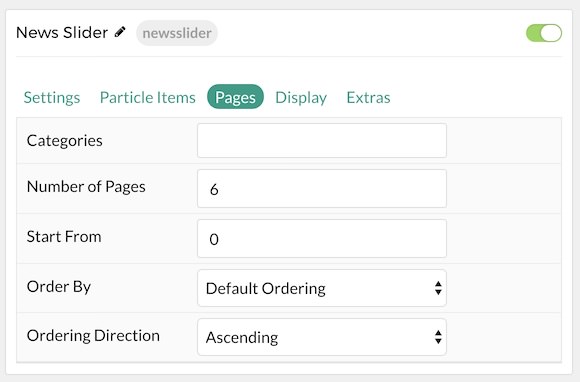 News Slider newsslider
Settings Particle Items Pages Display Extras
Categories
Number of Pages 6
Start From 0
Order By Default Ordering
Ordering Direction Ascending